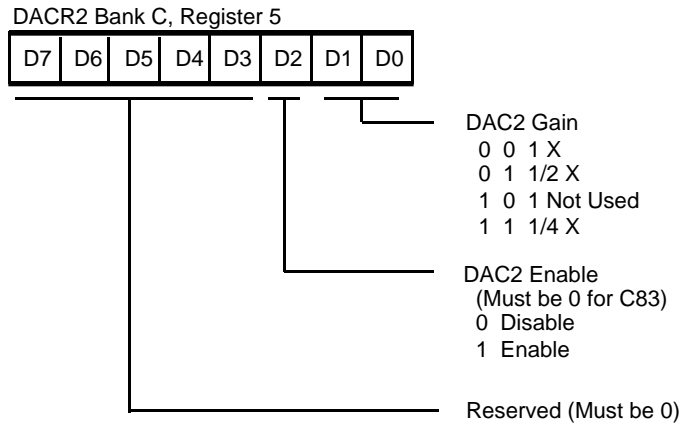 DACR2 Bank C, Register 5
D7 D6 D5 D4 D3 D2 D1 D0
DAC2 Gain
0 0 1 X
0 1 1/2 X
1 0 1 Not Used
1 1 1/4 X
DAC2 Enable
(Must be 0 for C83)
0 Disable
1 Enable
Reserved (Must be 0)